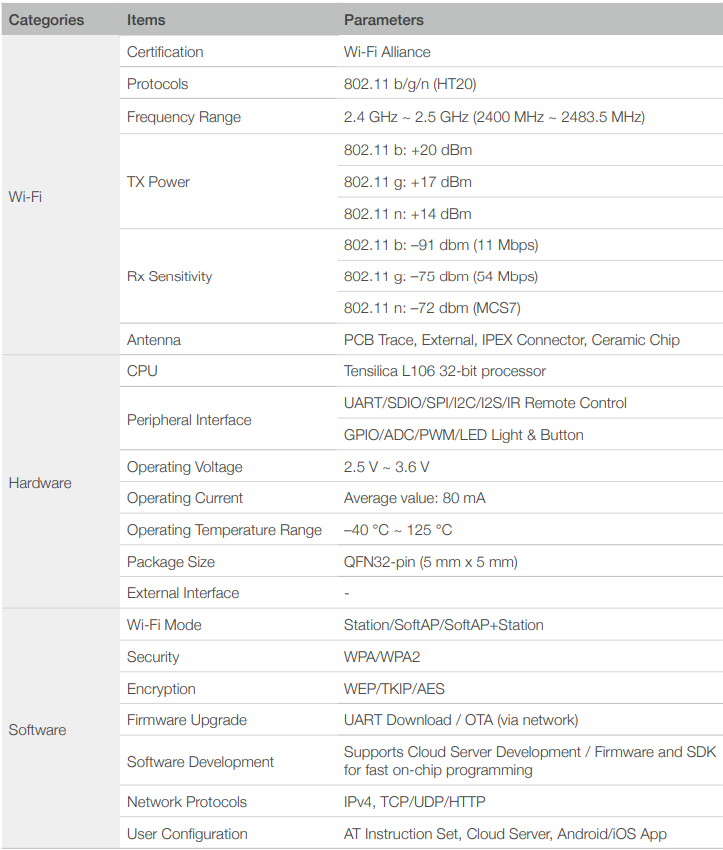 Categories Items Parameters
Wi-Fi
Certification Wi-Fi Alliance
Protocols 802.11 b/g/n (HT20)
Frequency Range 2.4 GHz ~ 2.5 GHz (2400 MHz ~ 2483.5 MHz)
TX Power
802.11 b: +20 dBm
802.11 g: +17 dBm
802.11 n: +14 dBm
Rx Sensitivity
802.11 b: –91 dbm (11 Mbps)
802.11 g: –75 dbm (54 Mbps)
802.11 n: –72 dbm (MCS7)
Antenna PCB Trace, External, IPEX Connector, Ceramic Chip
Hardware
CPU Tensilica L106 32-bit processor
Peripheral Interface
UART/SDIO/SPI/I2C/I2S/IR Remote Control
GPIO/ADC/PWM/LED Light & Button
Operating Voltage 2.5 V ~ 3.6 V
Operating Current Average value: 80 mA
Operating Temperature Range –40 °C ~ 125 °C
Package Size QFN32-pin (5 mm x 5 mm)
External Interface -
Software
Wi-Fi Mode Station/SoftAP/SoftAP+Station
Security WPA/WPA2
Encryption WEP/TKIP/AES
Firmware Upgrade UART Download / OTA (via network)
Software Development
Supports Cloud Server Development / Firmware and SDK
for fast on-chip programming
Network Protocols IPv4, TCP/UDP/HTTP
User Configuration AT Instruction Set, Cloud Server, Android/iOS App